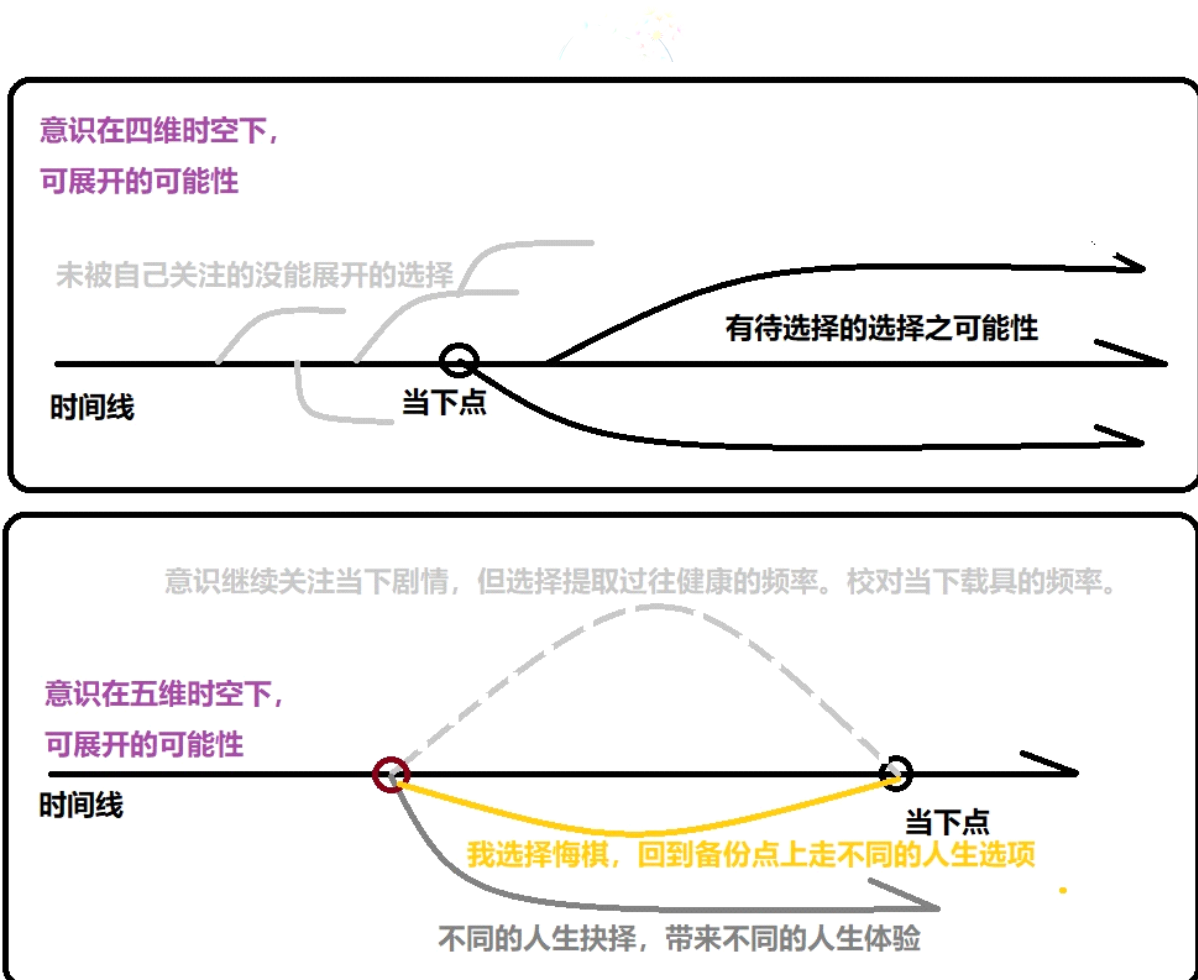 意识在四维时空下，
可展开的可能性
未被自己关注的没能展开的选择
有待选择的选择之可能性
时间线
当下点
意识继续关注当下剧情，但选择提取过往健康的频率。校对当下载具的频率。
意识在五维时空下，
可展开的可能性
时间线
当下点
我选择悔棋，回到备份点上走不同的人生选项
不同的人生抉择，带来不同的人生体验